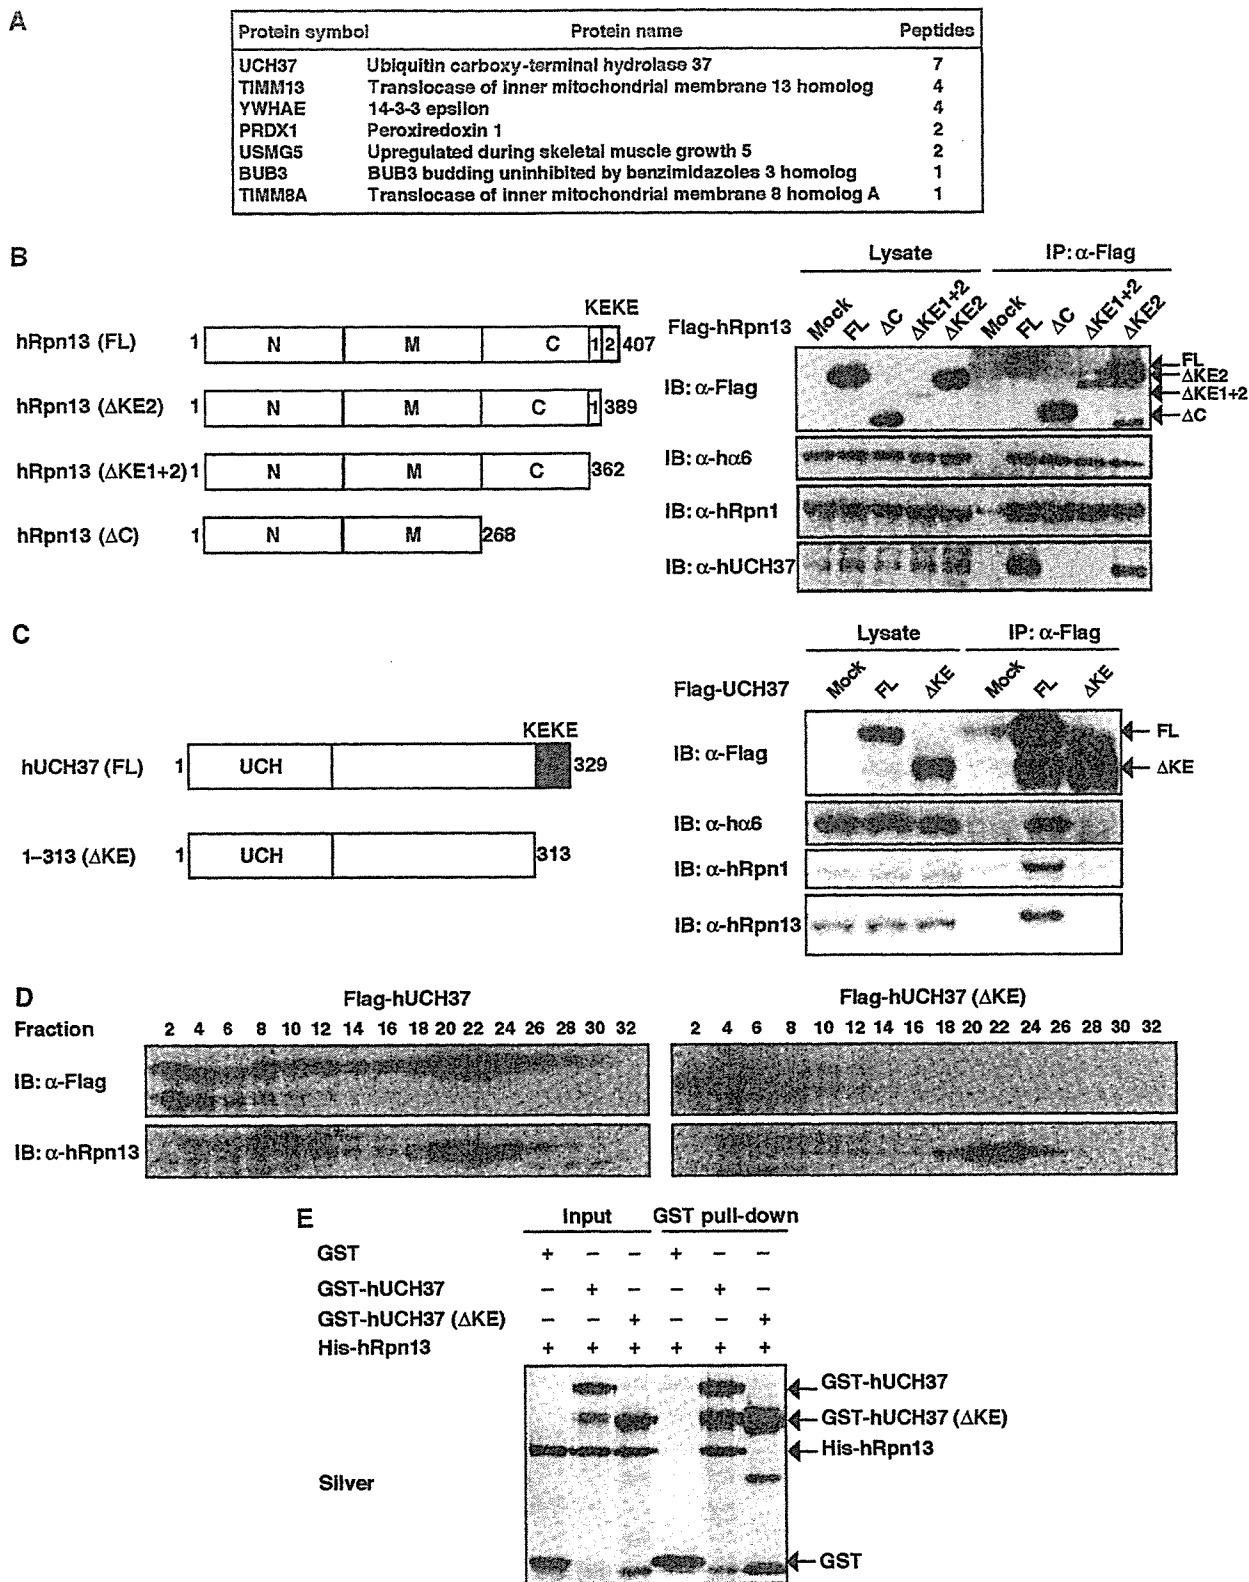 A
Protein symbol Protein name Peptides
UCH37 Ubiquitin carboxy-terminal hydrolase 37 7
TIMM13 Translocase of inner mitochondrial membrane 13 homolog 4
YWHAE 14-3-3 epsilon 4
PRDX1 Peroxiredoxin 1 2
USMG5 Upregulated during skeletal muscle growth 5 2
BUB3 BUB3 budding uninhibited by benzimidazoles 3 homolog 1
TIMM8A Translocase of inner mitochondrial membrane 8 homolog A 1
B
KEKE
hRpn13 (FL) 1 N M C 1 2 407
hRpn13 (ΔKE2) 1 N M C 1 389
hRpn13 (ΔKE1+2) 1 N M C 362
hRpn13 (ΔC) 1 N M 268
Lysate IP: α-Flag
Flag-hRpn13 Mock FL ΔC ΔKE1+2 ΔKE2 Mock FL ΔC ΔKE1+2 ΔKE2
IB: α-Flag
FL
ΔKE2
ΔKE1+2
ΔC
IB: α-hα6
IB: α-hRpn1
IB: α-hUCH37
C
KEKE
hUCH37 (FL) 1 UCH 329
1–313 (ΔKE) 1 UCH 313
Lysate IP: α-Flag
Flag-UCH37 Mock FL ΔKE Mock FL ΔKE
IB: α-Flag
FL
ΔKE
IB: α-hα6
IB: α-hRpn1
IB: α-hRpn13
D
Flag-hUCH37 Flag-hUCH37 (ΔKE)
Fraction 2 4 6 8 10 12 14 16 18 20 22 24 26 28 30 32 2 4 6 8 10 12 14 16 18 20 22 24 26 28 30 32
IB: α-Flag
IB: α-hRpn13
E
Input GST pull-down
GST + − − + − −
GST-hUCH37 − + − − + −
GST-hUCH37 (ΔKE) − − + − − +
His-hRpn13 + + + + + +
GST-hUCH37
GST-hUCH37 (ΔKE)
His-hRpn13
Silver
GST